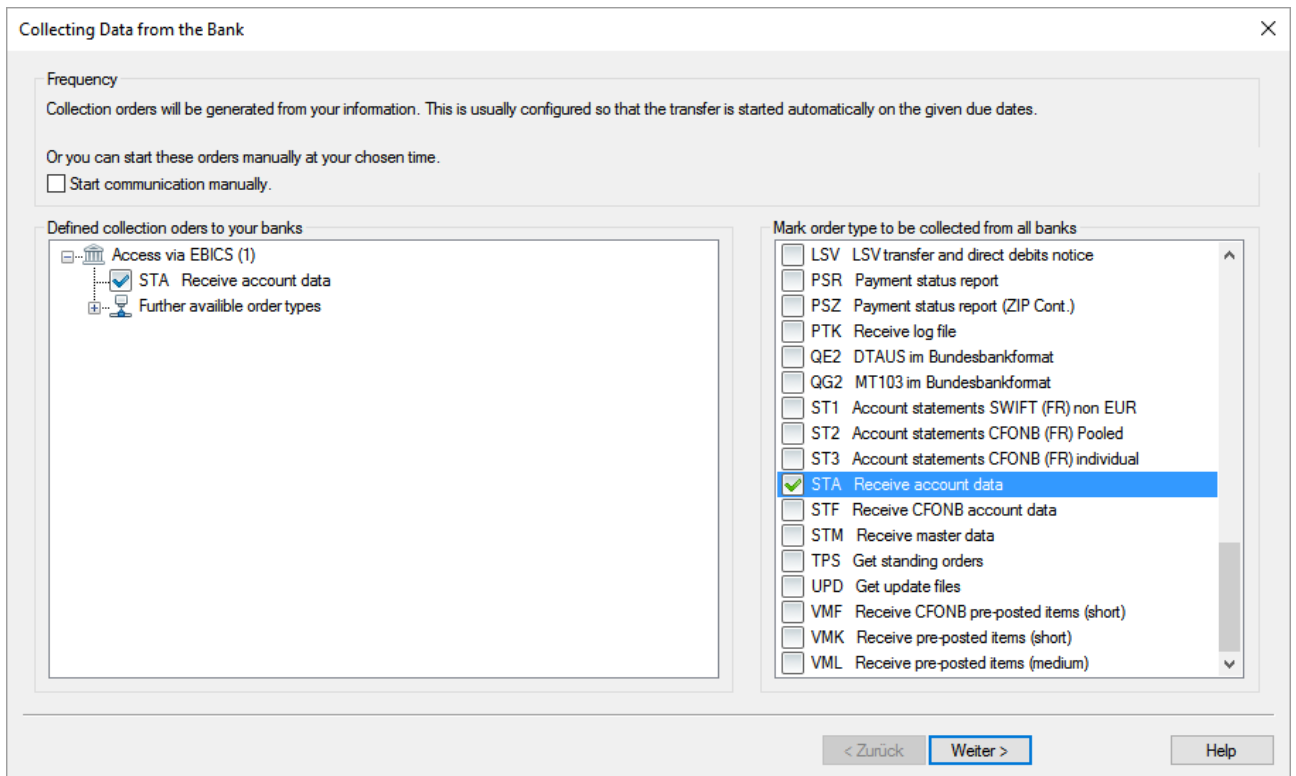 Collecting Data from the Bank
Frequency
Collection orders will be generated from your information. This is usually configured so that the transfer is started automatically on the given due dates.
Or you can start these orders manually at your chosen time.
Start communication manually.
Defined collection oders to your banks
Access via EBICS (1)
STA Receive account data
Further availible order types
Mark order type to be collected from all banks
LSV LSV transfer and direct debits notice
PSR Payment status report
PSZ Payment status report (ZIP Cont.)
PTK Receive log file
QE2 DTAUS im Bundesbankformat
QG2 MT103 im Bundesbankformat
ST1 Account statements SWIFT (FR) non EUR
ST2 Account statements CFONB (FR) Pooled
ST3 Account statements CFONB (FR) individual
STA Receive account data
STF Receive CFONB account data
STM Receive master data
TPS Get standing orders
UPD Get update files
VMF Receive CFONB pre-posted items (short)
VMK Receive pre-posted items (short)
VML Receive pre-posted items (medium)
< Zurück
Weiter >
Help